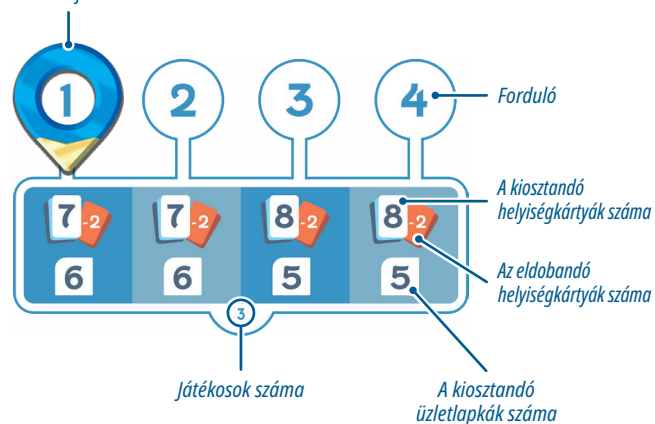 1 2 3 4
Forduló
7 -2 7 -2 8 -2 8 -2
A kiosztandó
helyiségkártyák száma
6 6 5 5
Az eldobandó
helyiségkártyák száma
3
Játékosok száma
A kiosztandó
üzletlapkák száma